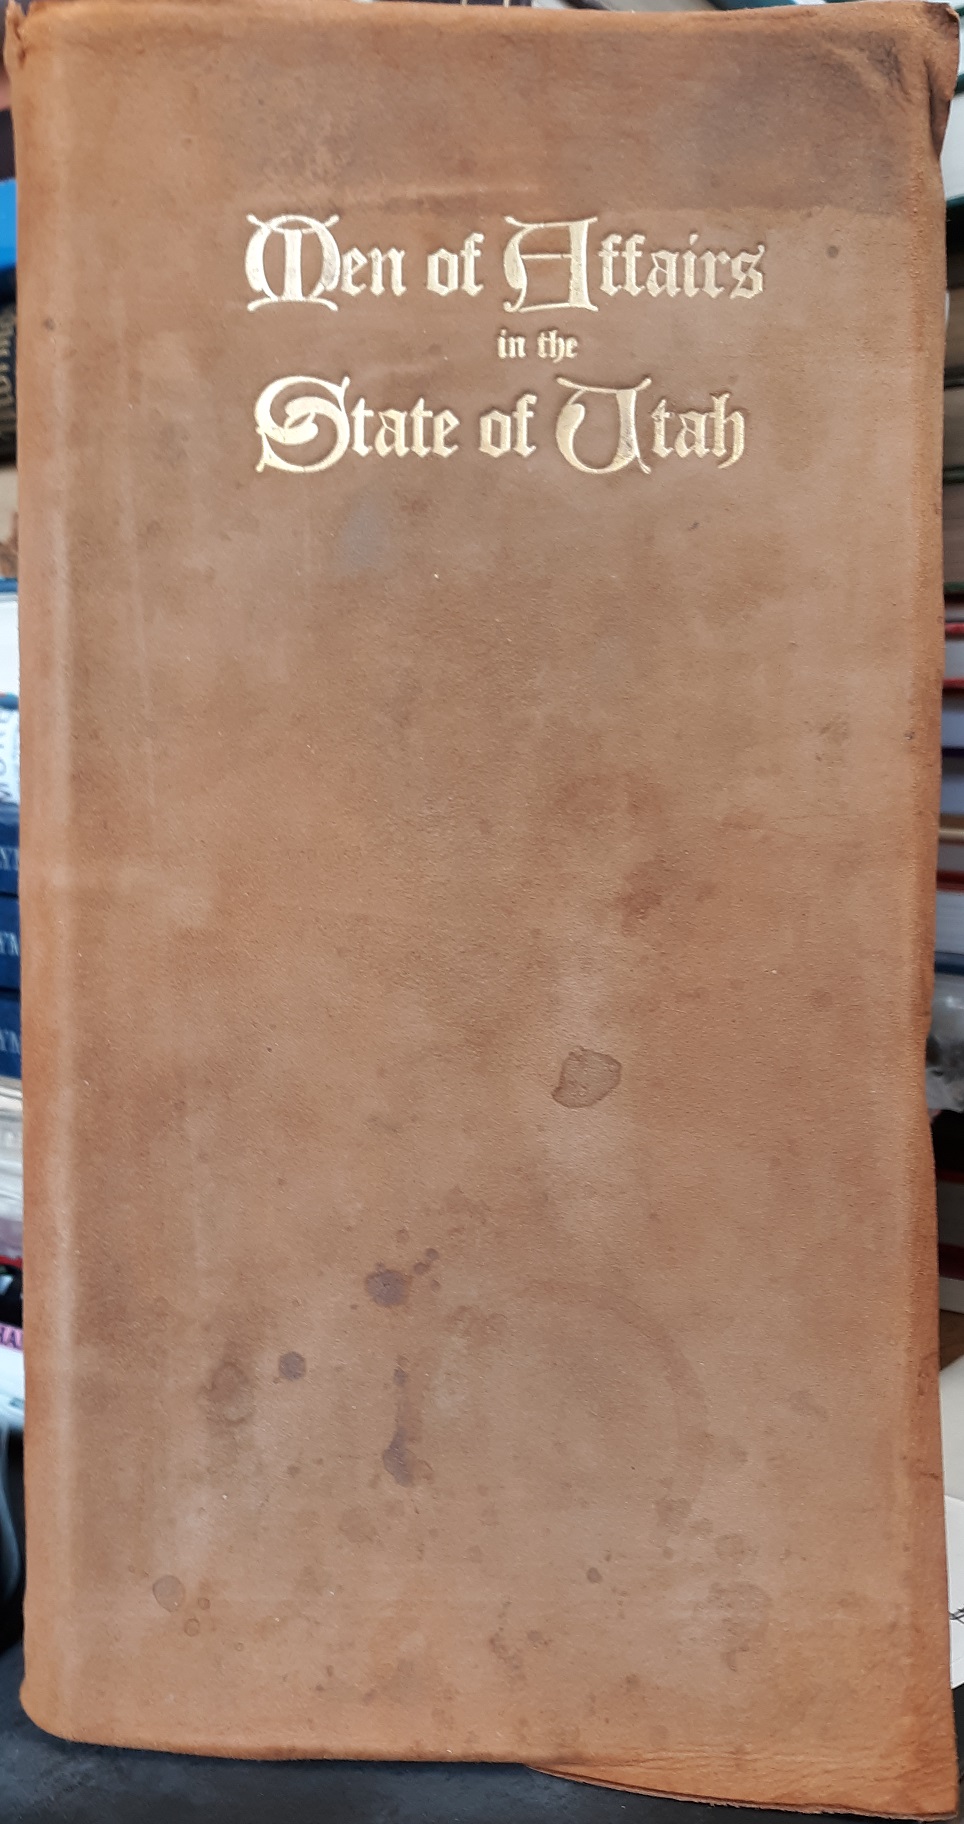 Men of Affairs
in the
State of Utah